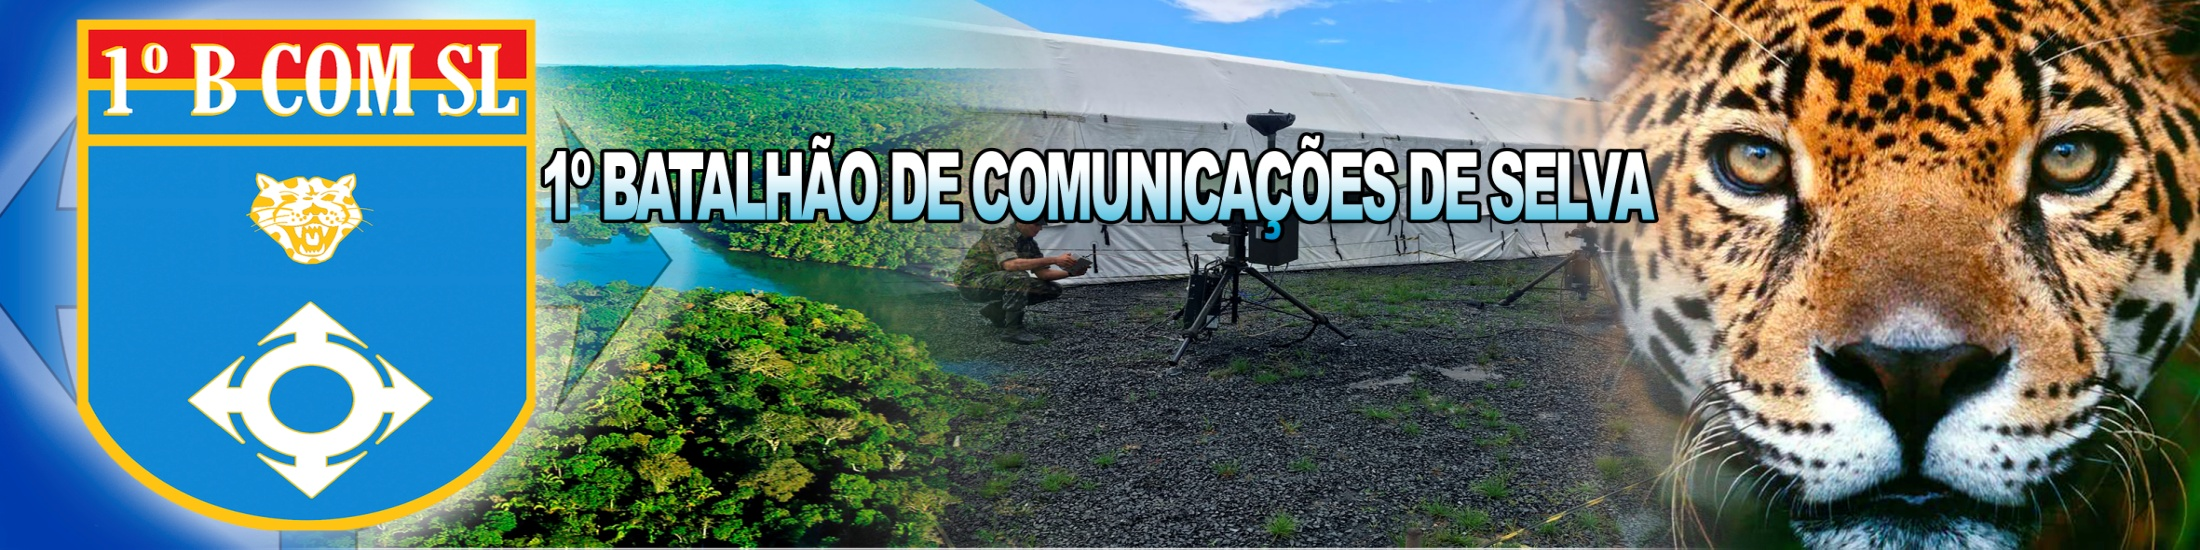 1º B COM SL
1º BATALHÃO DE COMUNICAÇÕES DE SELVA